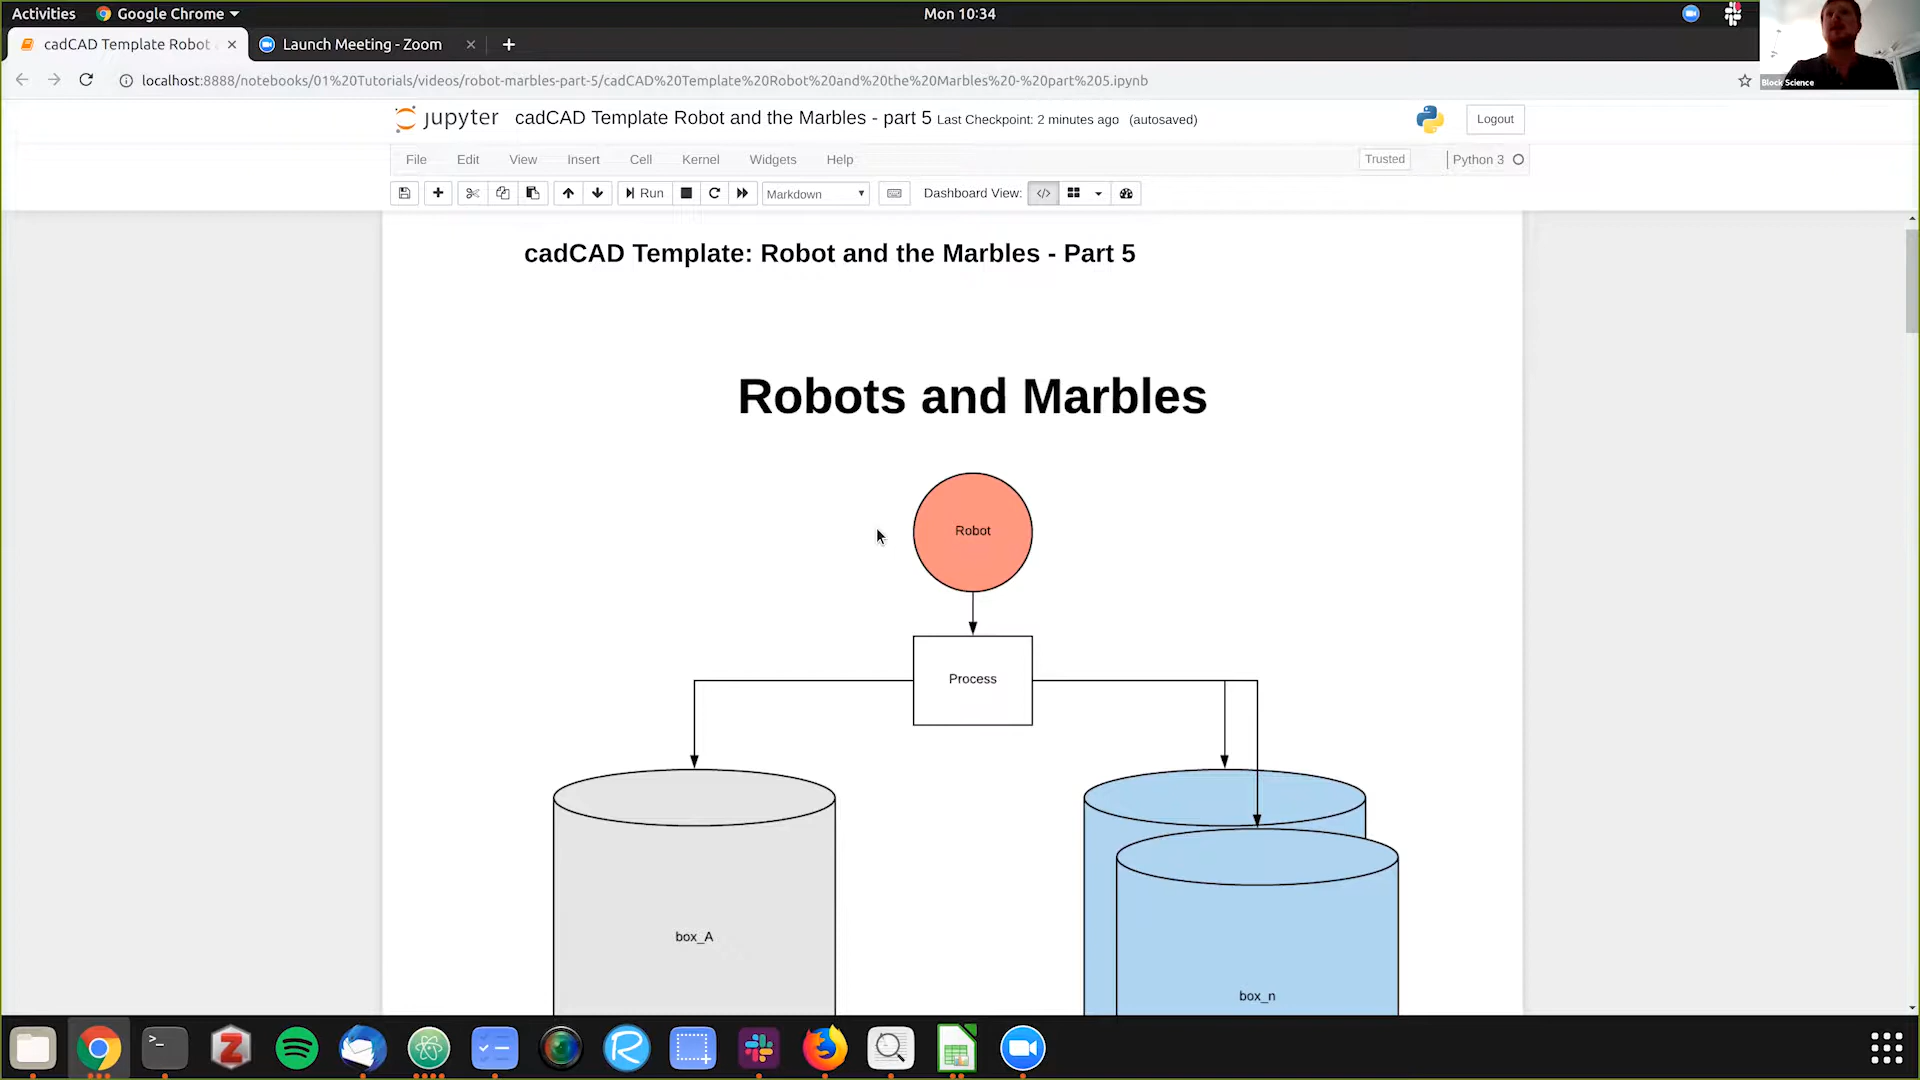 Activities
Google Chrome
Mon 10:34
cadCAD Template Robot
Launch Meeting - Zoom
localhost:8888/notebooks/01%20Tutorials/videos/robot-marbles-part-5/cadCAD%20Template%20Robot%20and%20the%20Marbles%20-%20part%205.ipynb
Block Science
jupyter
cadCAD Template Robot and the Marbles - part 5 Last Checkpoint: 2 minutes ago (autosaved)
Logout
File Edit View Insert Cell Kernel Widgets Help
Trusted
Python 3
Run
Markdown
Dashboard View:
cadCAD Template: Robot and the Marbles - Part 5
Robots and Marbles
Robot
Process
box_A
box_n